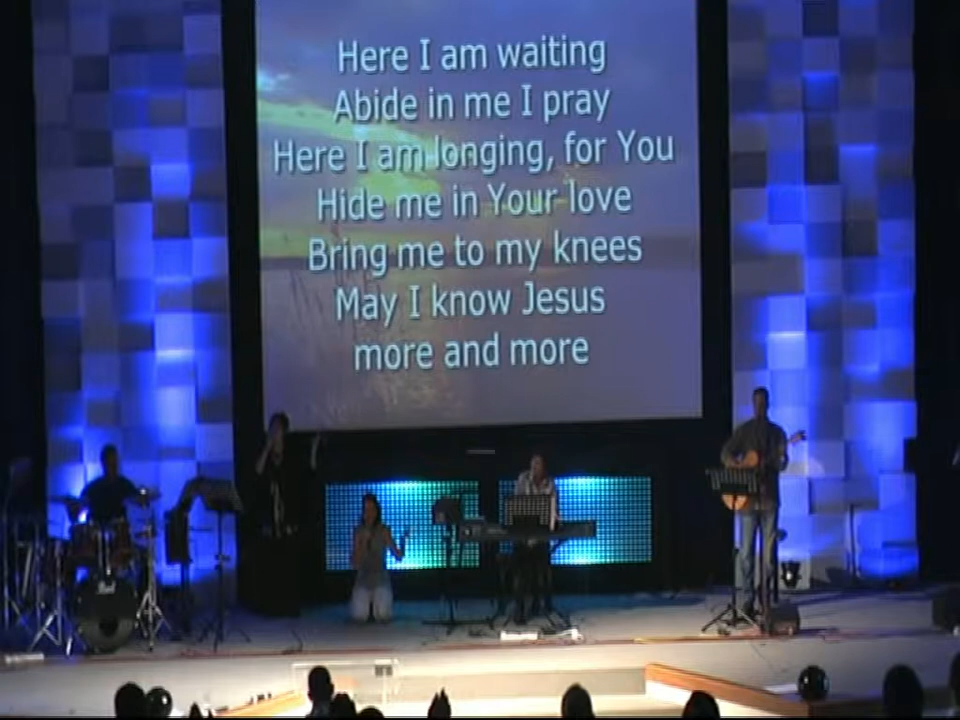 Here I am waiting
Abide in me I pray
Here I am longing, for You
Hide me in Your love
Bring me to my knees
May I know Jesus
more and more